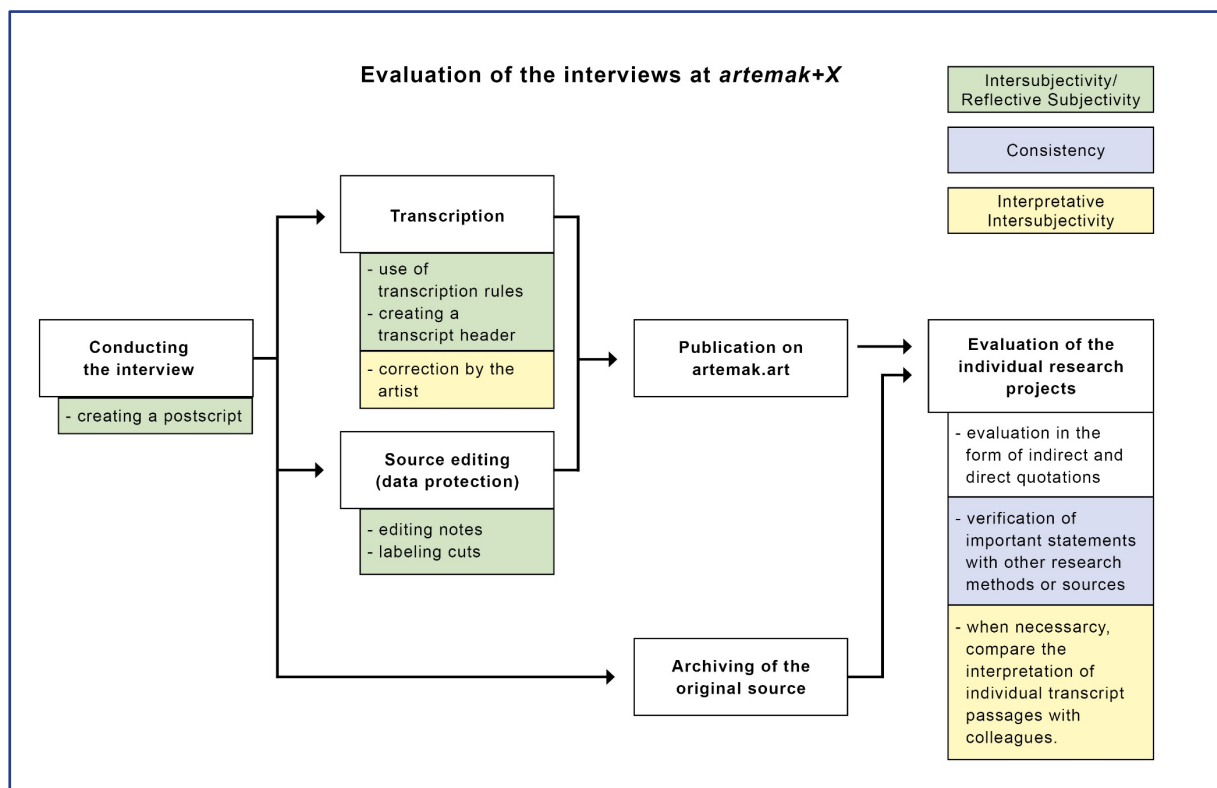 Evaluation of the interviews at artemak+X
Intersubjectivity/
Reflective Subjectivity
Consistency
Interpretative
Intersubjectivity
Conducting
the interview
- creating a postscript
Transcription
- use of
transcription rules
- creating a
transcript header
- correction by the
artist
Source editing
(data protection)
- editing notes
- labeling cuts
Publication on
artemak.art
Archiving of the
original source
Evaluation of the
individual research
projects
- evaluation in the
form of indirect and
direct quotations
- verification of
important statements
with other research
methods or sources
- when necessarcy,
compare the
interpretation of
individual transcript
passages with
colleagues.